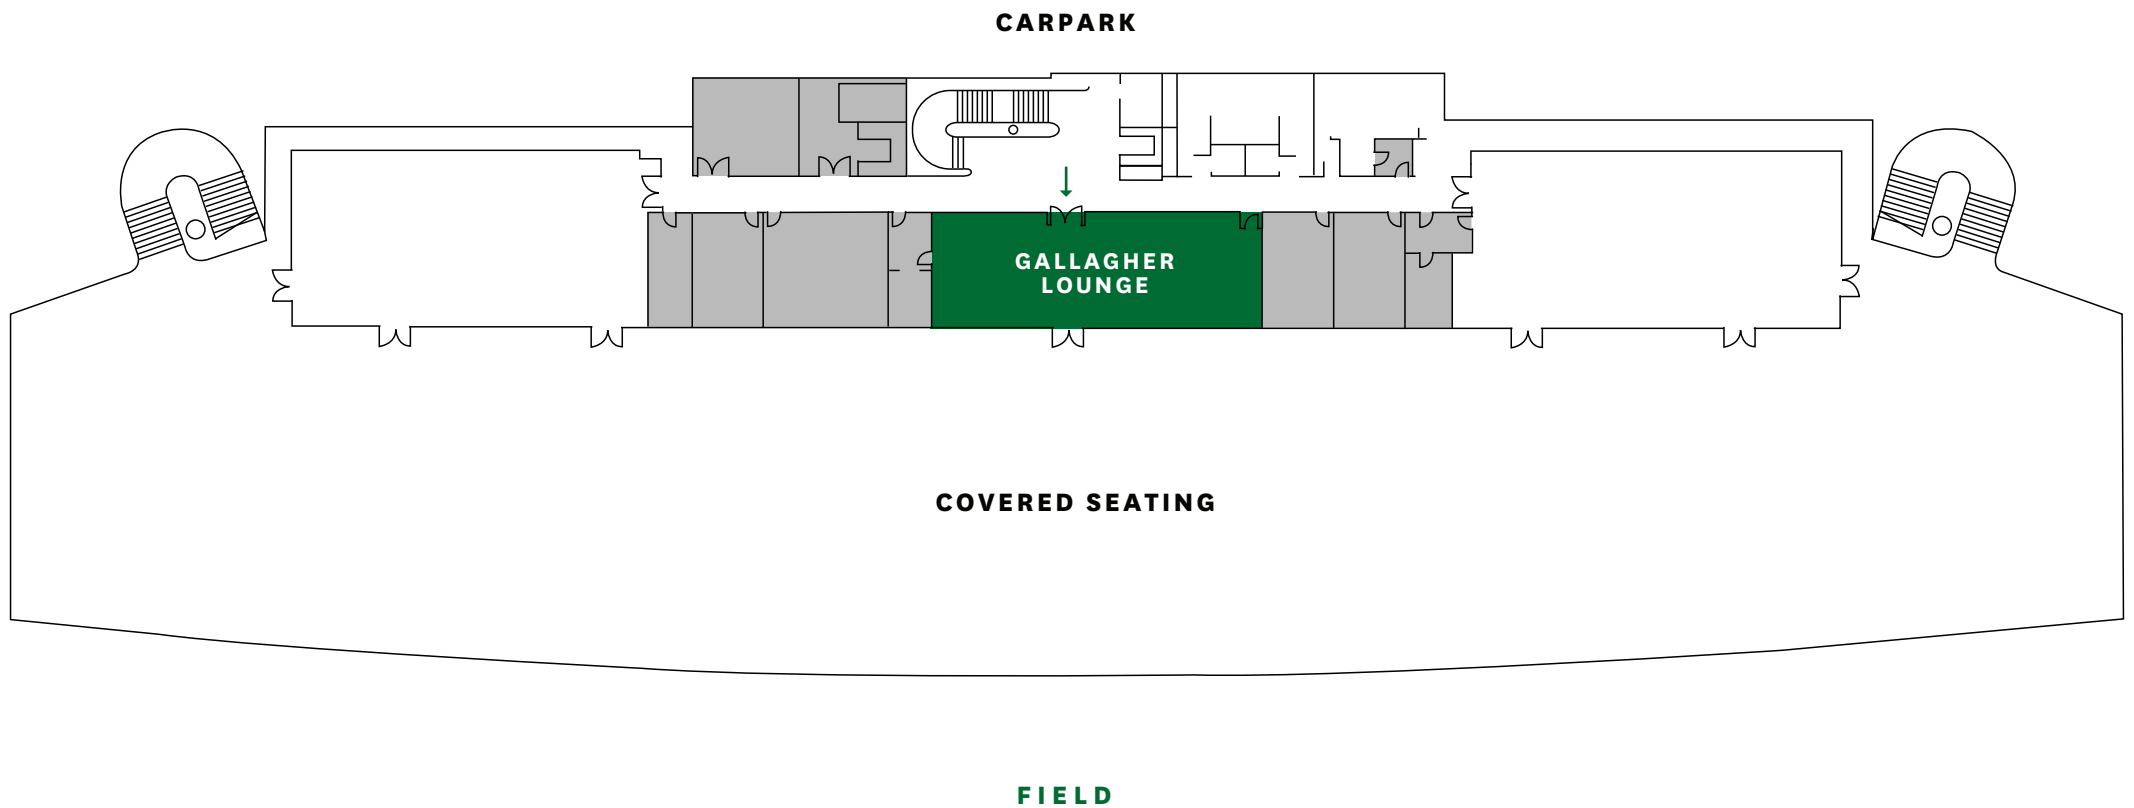 CARPARK
GALLAGHER
LOUNGE
COVERED SEATING
FIELD